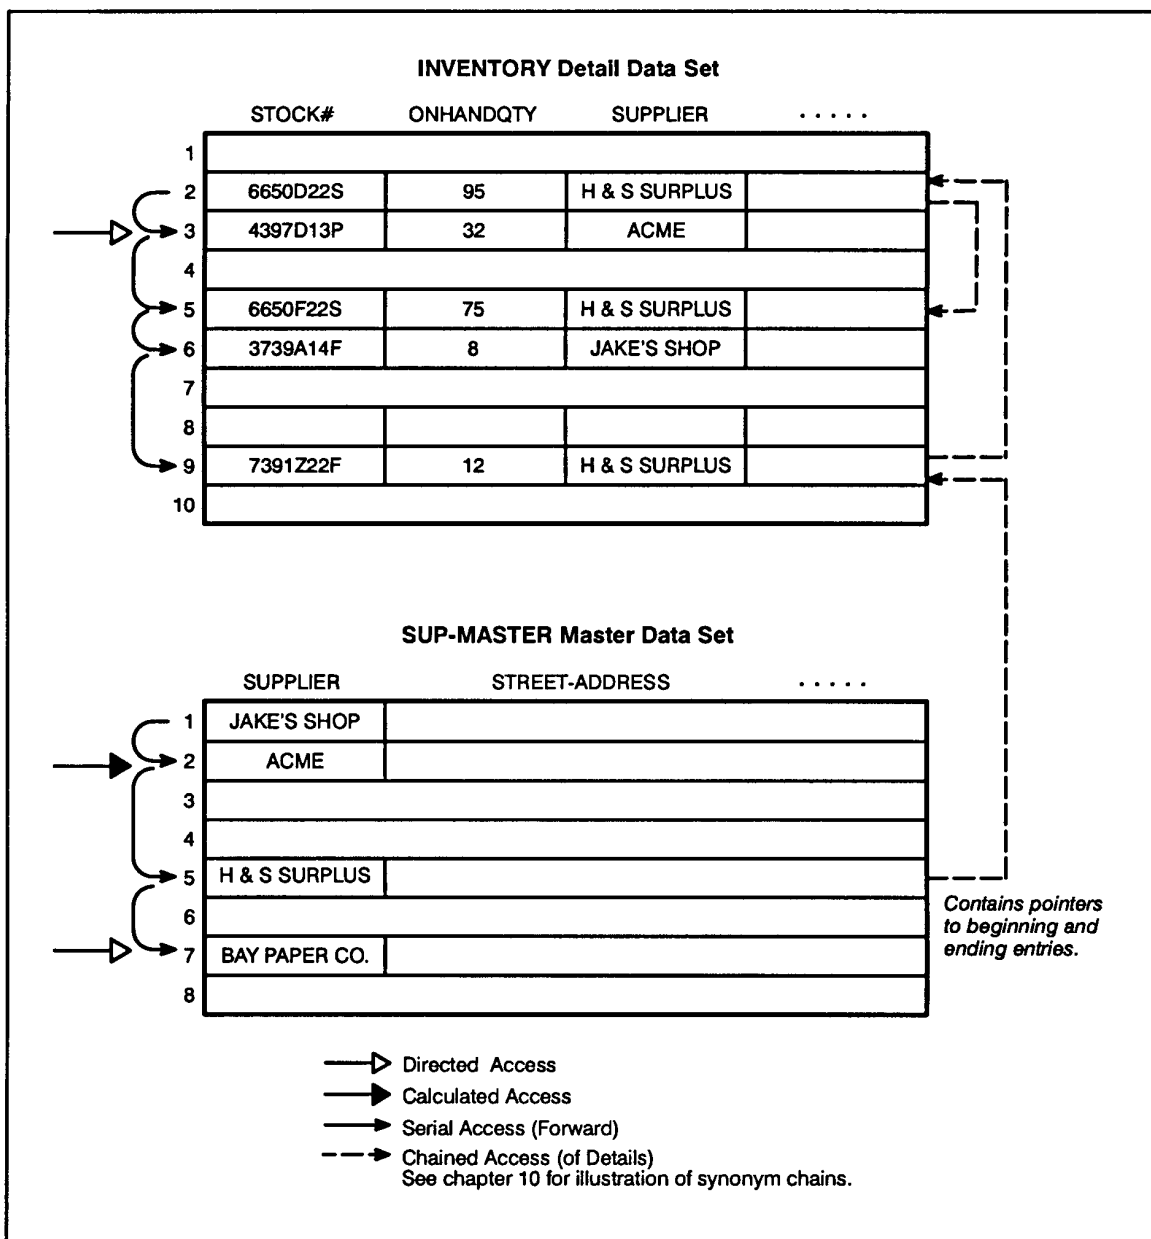 INVENTORY Detail Data Set
STOCK# ONHANDQTY SUPPLIER . . . . .
1
2 6650D22S 95 H & S SURPLUS
3 4397D13P 32 ACME
4
5 6650F22S 75 H & S SURPLUS
6 3739A14F 8 JAKE'S SHOP
7
8
9 7391Z22F 12 H & S SURPLUS
10
SUP-MASTER Master Data Set
SUPPLIER STREET-ADDRESS . . . . .
1 JAKE'S SHOP
2 ACME
3
4
5 H & S SURPLUS
6
7 BAY PAPER CO.
8
Contains pointers
to beginning and
ending entries.
Directed Access
Calculated Access
Serial Access (Forward)
Chained Access (of Details)
See chapter 10 for illustration of synonym chains.